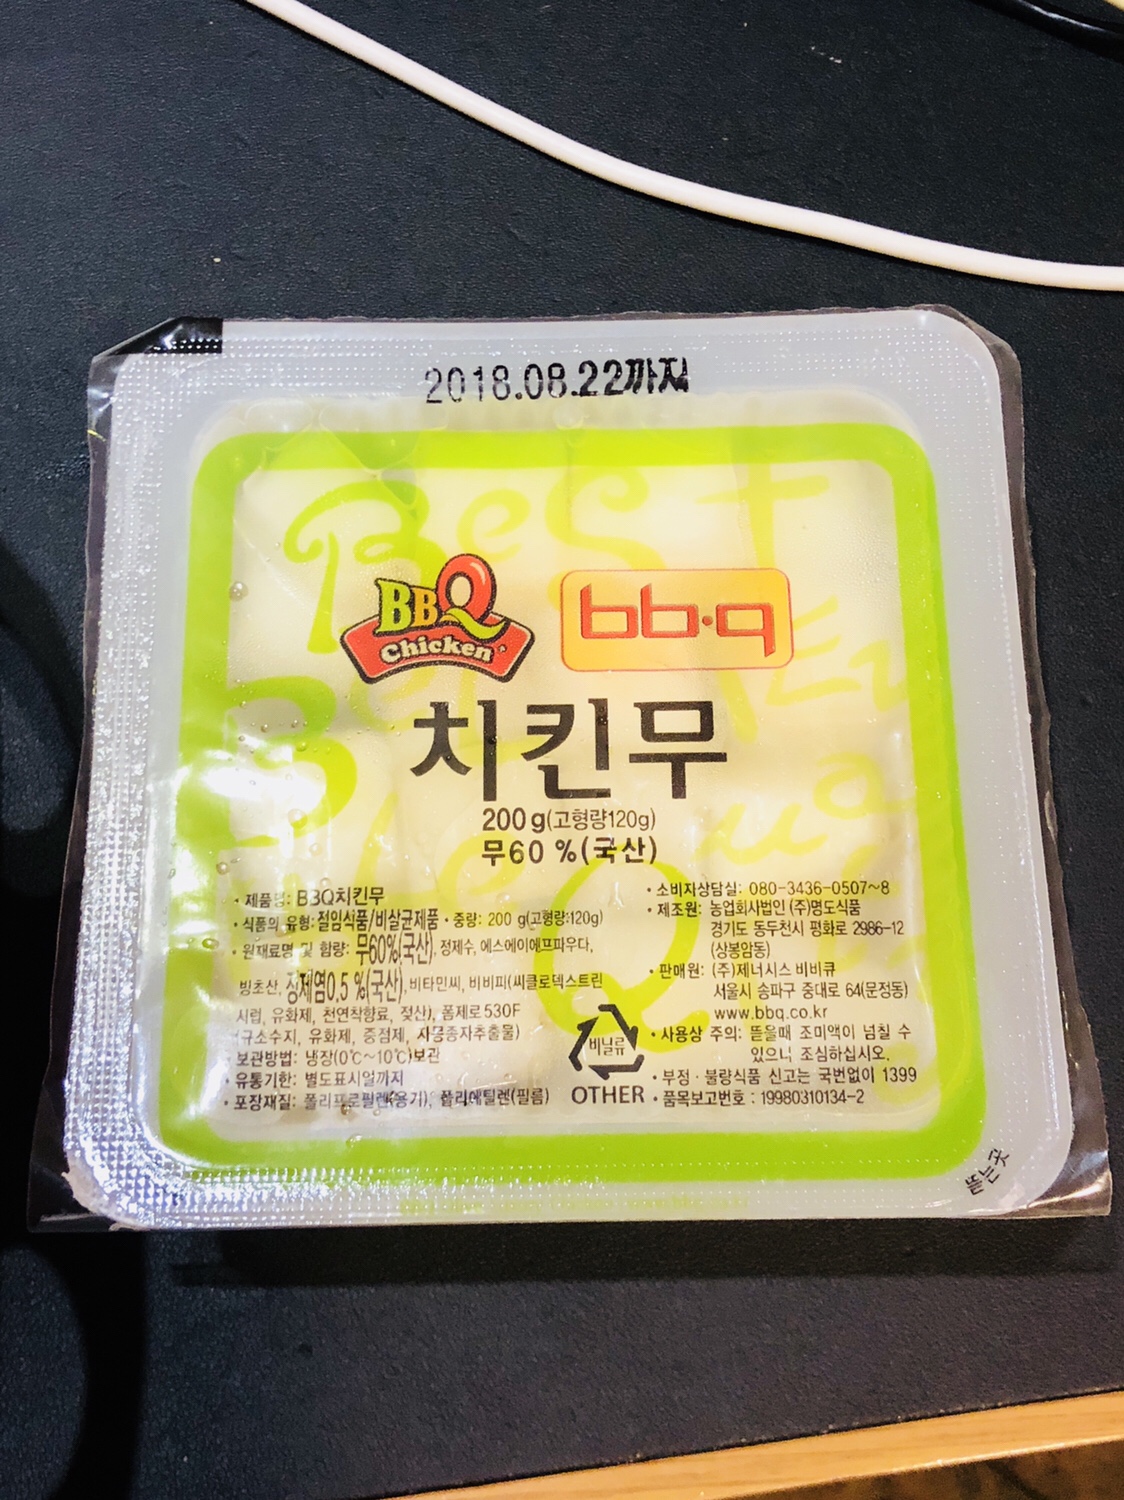 2018.08.22까지
BBQ
Chicken
bb.q
치킨무
200g(고형량120g)
무60 %(국산)
• 제품명: BBQ치킨무
• 식품의 유형: 절임식품/비살균제품 • 중량: 200 g(고형량:120g)
• 원재료명 및 함량: 무60%(국산), 정제수, 에스에이에프파우다,
빙초산, 정제염0.5 %(국산), 비타민씨, 비비피(씨클로덱스트린
시럽, 유화제, 천연착향료, 젖산), 폼제로530F
(규소수지, 유화제, 증점제, 자몽종자추출물)
보관방법: 냉장(0℃~10℃)보관
• 유통기한: 별도표시일까지
• 포장재질: 폴리프로필렌(용기), 폴리에틸렌(필름)
비닐류
OTHER
• 소비자상담실: 080-3436-0507~8
• 제조원: 농업회사법인 (주)명도식품
경기도 동두천시 평화로 2986-12
(상봉암동)
• 판매원: (주)제너시스 비비큐
서울시 송파구 중대로 64(문정동)
www.bbq.co.kr
• 사용상 주의: 뜯을때 조미액이 넘칠 수
있으니 조심하십시오.
• 부정 · 불량식품 신고는 국번없이 1399
• 품목보고번호 : 19980310134-2
뜯는곳